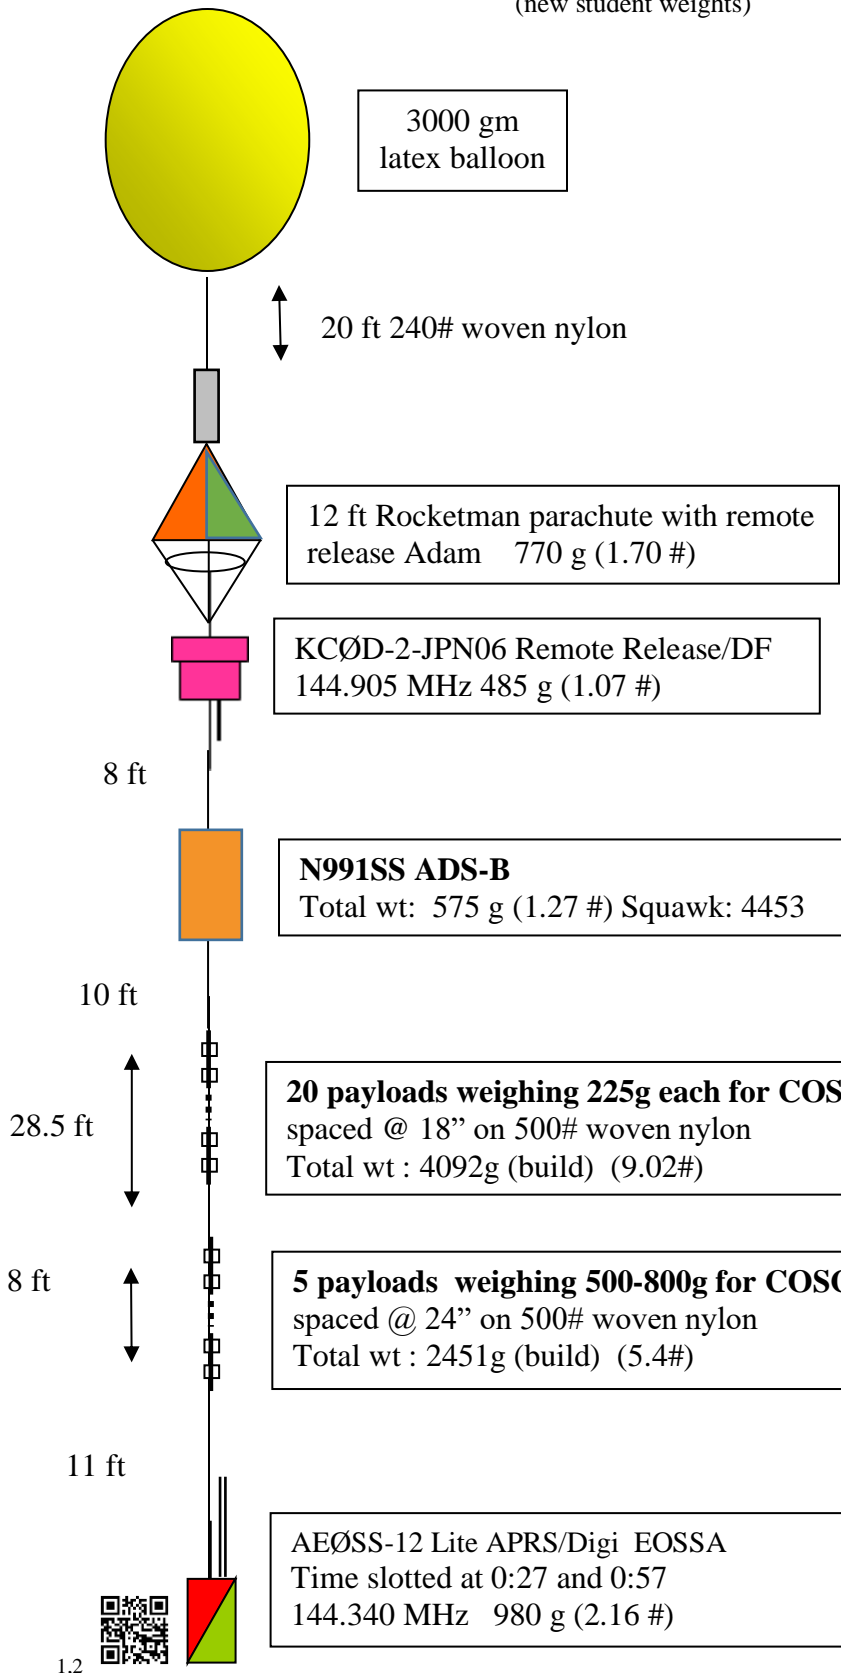 (new student weights)
3000 gm
latex balloon
20 ft 240# woven nylon
12 ft Rocketman parachute with remote
release Adam 770 g (1.70 #)
KCØD-2-JPN06 Remote Release/DF
144.905 MHz 485 g (1.07 #)
8 ft
N991SS ADS-B
Total wt: 575 g (1.27 #) Squawk: 4453
10 ft
28.5 ft
20 payloads weighing 225g each for COS
spaced @ 18” on 500# woven nylon
Total wt : 4092g (build) (9.02#)
8 ft
5 payloads weighing 500-800g for COSG
spaced @ 24” on 500# woven nylon
Total wt : 2451g (build) (5.4#)
11 ft
AEØSS-12 Lite APRS/Digi EOSSA
Time slotted at 0:27 and 0:57
144.340 MHz 980 g (2.16 #)
1.2